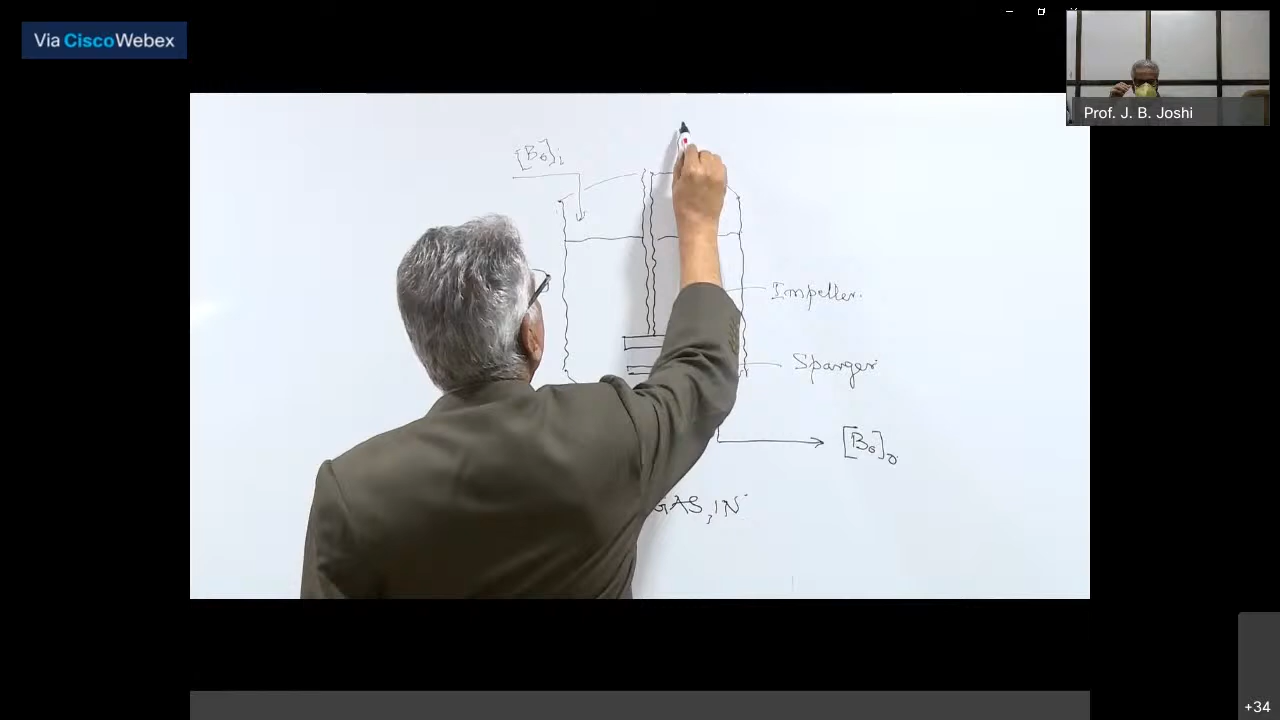 Via CiscoWebex
Prof. J. B. Joshi
[B₀]i
Impeller
Sparger
[B₀]₀
GAS, IN
+34